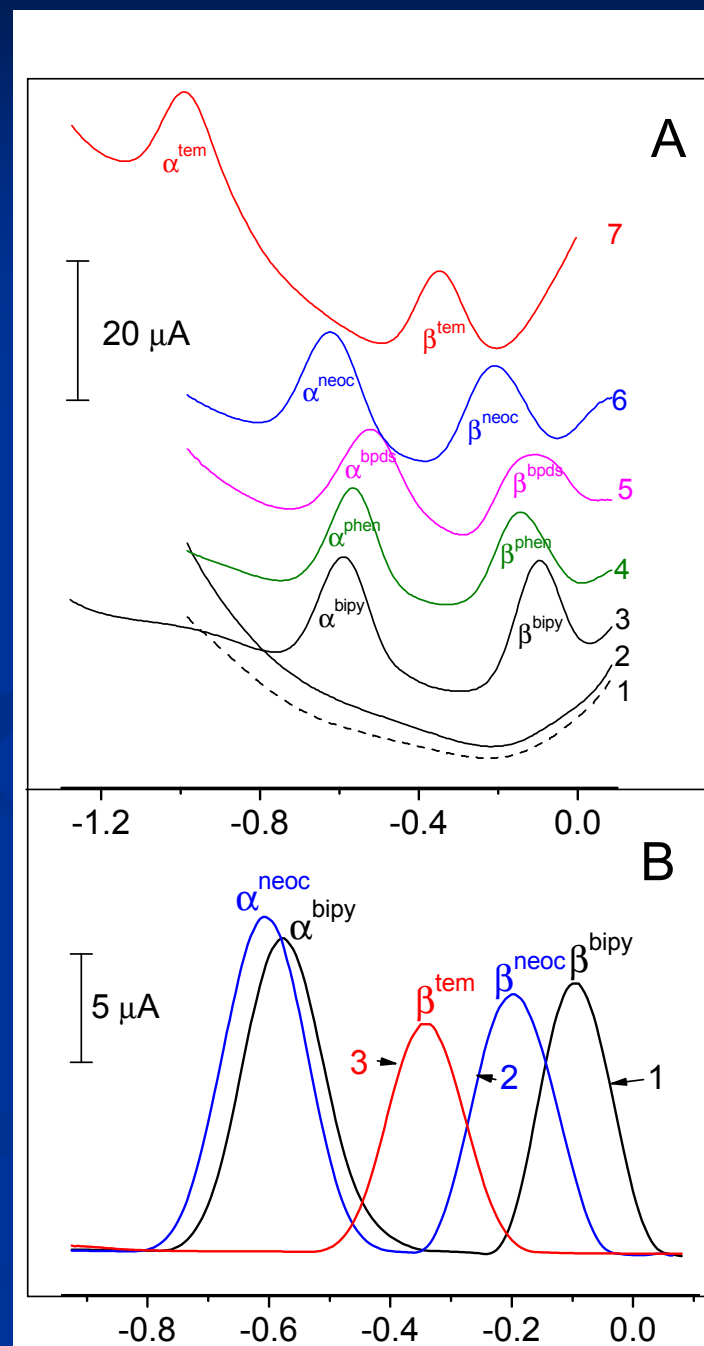 A
α^tem
7
20 μA
β^tem
α^neoc
6
β^neoc
α^bpds
β^bpds
5
α^phen
β^phen
4
α^bipy
β^bipy
3
2
1
-1.2 -0.8 -0.4 0.0
B
α^neoc
α^bipy
β^bipy
β^neoc
β^tem
5 μA
3 2 1
-0.8 -0.6 -0.4 -0.2 0.0